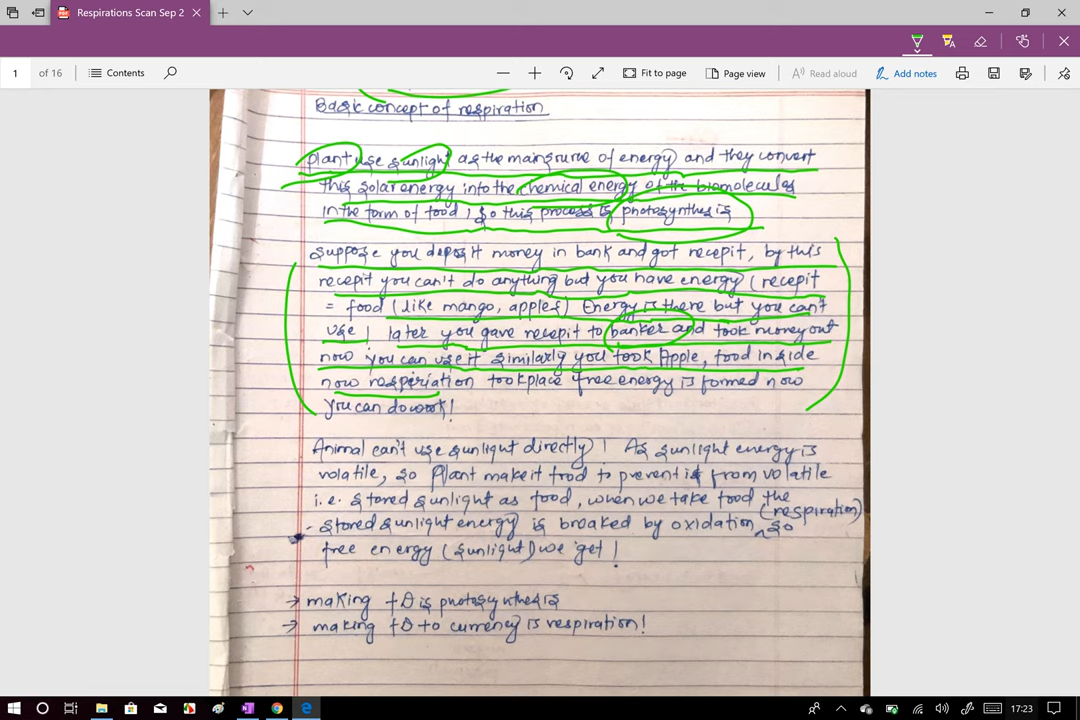 Respirations Scan Sep 2
1 of 16 Contents Fit to page Page view Read aloud Add notes
Basic concept of respiration
plant use sunlight as the main source of energy and they convert
this solar energy into the chemical energy of the biomolecules
in the form of food, so this process is photosynthesis
suppose you deposit money in bank and got recepit, by this
recepit you can't do anything but you have energy (recepit
= food (like mango, apples) Energy is there but you can't
use! later you gave recepit to banker and took money out
now you can use it similarly you took Apple, food inside
now respiration took place free energy is formed now
you can do work!
Animal can't use sunlight directly! As sunlight energy is
volatile, so Plant make it food to prevent it from volatile
i.e. stored sunlight as food, when we take food the
stored sunlight energy is breaked by oxidation ^ (respiration) so
free energy (sunlight) we get!
→ making FD is photosynthesis
→ making FD to currency is respiration!
17:23